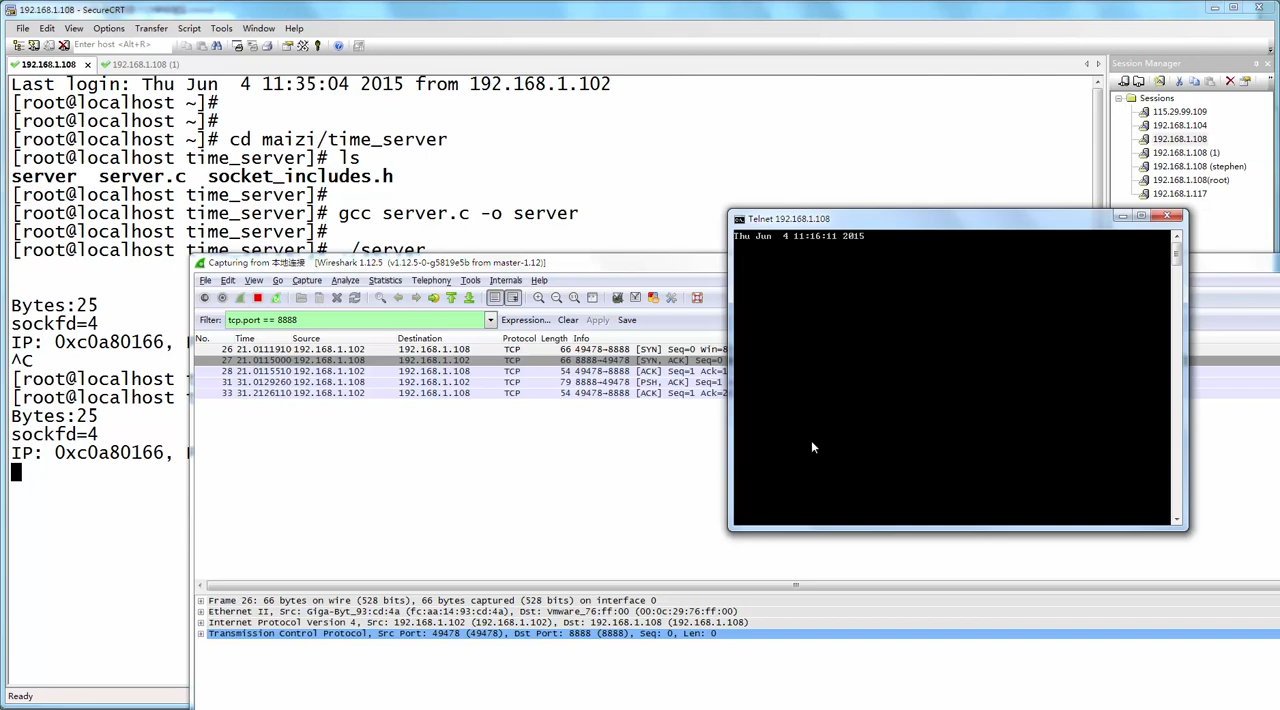 192.168.1.108 - SecureCRT
File Edit View Options Transfer Script Tools Window Help
Enter host <Alt+R>
192.168.1.108 192.168.1.108 (1)
Last login: Thu Jun  4 11:35:04 2015 from 192.168.1.102
[root@localhost ~]#
[root@localhost ~]#
[root@localhost ~]# cd maizi/time_server
[root@localhost time_server]# ls
server  server.c  socket_includes.h
[root@localhost time_server]#
[root@localhost time_server]# gcc server.c -o server
[root@localhost time_server]#
[root@localhost time_server]# ./server
Bytes:25
sockfd=4
IP: 0xc0a80166,
^C
[root@localhost
[root@localhost
Bytes:25
sockfd=4
IP: 0xc0a80166,
Ready
Session Manager
Sessions
115.29.99.109
192.168.1.104
192.168.1.108
192.168.1.108 (1)
192.168.1.108 (stephen)
192.168.1.108(root)
192.168.1.117
Telnet 192.168.1.108
Thu Jun  4 11:16:11 2015
Capturing from 本地连接 [Wireshark 1.12.5 (v1.12.5-0-g5819e5b from master-1.12)]
File Edit View Go Capture Analyze Statistics Telephony Tools Internals Help
Filter: tcp.port == 8888 Expression... Clear Apply Save
No. Time Source Destination Protocol Length Info
26 21.0111910 192.168.1.102 192.168.1.108 TCP 66 49478→8888 [SYN] Seq=0 Win=8
27 21.0115000 192.168.1.108 192.168.1.102 TCP 66 8888→49478 [SYN, ACK] Seq=0
28 21.0115510 192.168.1.102 192.168.1.108 TCP 54 49478→8888 [ACK] Seq=1 Ack=1
31 31.0129260 192.168.1.108 192.168.1.102 TCP 79 8888→49478 [PSH, ACK] Seq=1
33 31.2126110 192.168.1.102 192.168.1.108 TCP 54 49478→8888 [ACK] Seq=1 Ack=2
Frame 26: 66 bytes on wire (528 bits), 66 bytes captured (528 bits) on interface 0
Ethernet II, Src: Giga-Byt_93:cd:4a (fc:aa:14:93:cd:4a), Dst: Vmware_76:ff:00 (00:0c:29:76:ff:00)
Internet Protocol Version 4, Src: 192.168.1.102 (192.168.1.102), Dst: 192.168.1.108 (192.168.1.108)
Transmission Control Protocol, Src Port: 49478 (49478), Dst Port: 8888 (8888), Seq: 0, Len: 0